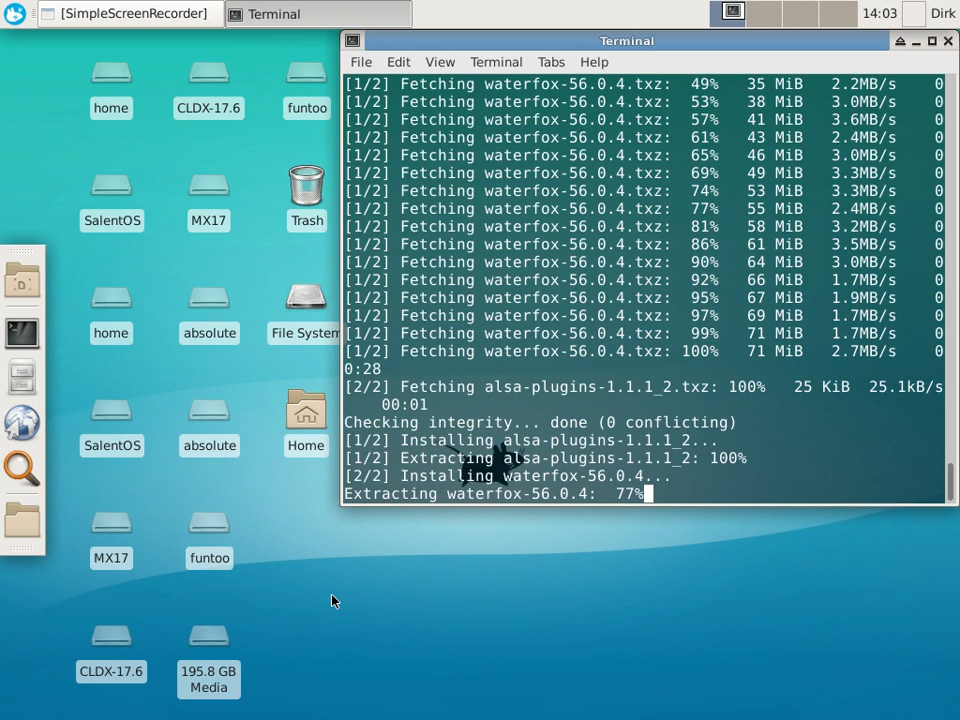 [SimpleScreenRecorder]
Terminal
14:03
Dirk
home
CLDX-17.6
funtoo
SalentOS
MX17
Trash
home
absolute
File System
SalentOS
absolute
Home
MX17
funtoo
CLDX-17.6
195.8 GB
Media
Terminal
File Edit View Terminal Tabs Help
[1/2] Fetching waterfox-56.0.4.txz: 49% 35 MiB 2.2MB/s 0
[1/2] Fetching waterfox-56.0.4.txz: 53% 38 MiB 3.0MB/s 0
[1/2] Fetching waterfox-56.0.4.txz: 57% 41 MiB 3.6MB/s 0
[1/2] Fetching waterfox-56.0.4.txz: 61% 43 MiB 2.4MB/s 0
[1/2] Fetching waterfox-56.0.4.txz: 65% 46 MiB 3.0MB/s 0
[1/2] Fetching waterfox-56.0.4.txz: 69% 49 MiB 3.3MB/s 0
[1/2] Fetching waterfox-56.0.4.txz: 74% 53 MiB 3.3MB/s 0
[1/2] Fetching waterfox-56.0.4.txz: 77% 55 MiB 2.4MB/s 0
[1/2] Fetching waterfox-56.0.4.txz: 81% 58 MiB 3.2MB/s 0
[1/2] Fetching waterfox-56.0.4.txz: 86% 61 MiB 3.5MB/s 0
[1/2] Fetching waterfox-56.0.4.txz: 90% 64 MiB 3.0MB/s 0
[1/2] Fetching waterfox-56.0.4.txz: 92% 66 MiB 1.7MB/s 0
[1/2] Fetching waterfox-56.0.4.txz: 95% 67 MiB 1.9MB/s 0
[1/2] Fetching waterfox-56.0.4.txz: 97% 69 MiB 1.7MB/s 0
[1/2] Fetching waterfox-56.0.4.txz: 99% 71 MiB 1.7MB/s 0
[1/2] Fetching waterfox-56.0.4.txz: 100% 71 MiB 2.7MB/s 0
0:28
[2/2] Fetching alsa-plugins-1.1.1_2.txz: 100% 25 KiB 25.1kB/s
00:01
Checking integrity... done (0 conflicting)
[1/2] Installing alsa-plugins-1.1.1_2...
[1/2] Extracting alsa-plugins-1.1.1_2: 100%
[2/2] Installing waterfox-56.0.4...
Extracting waterfox-56.0.4: 77%